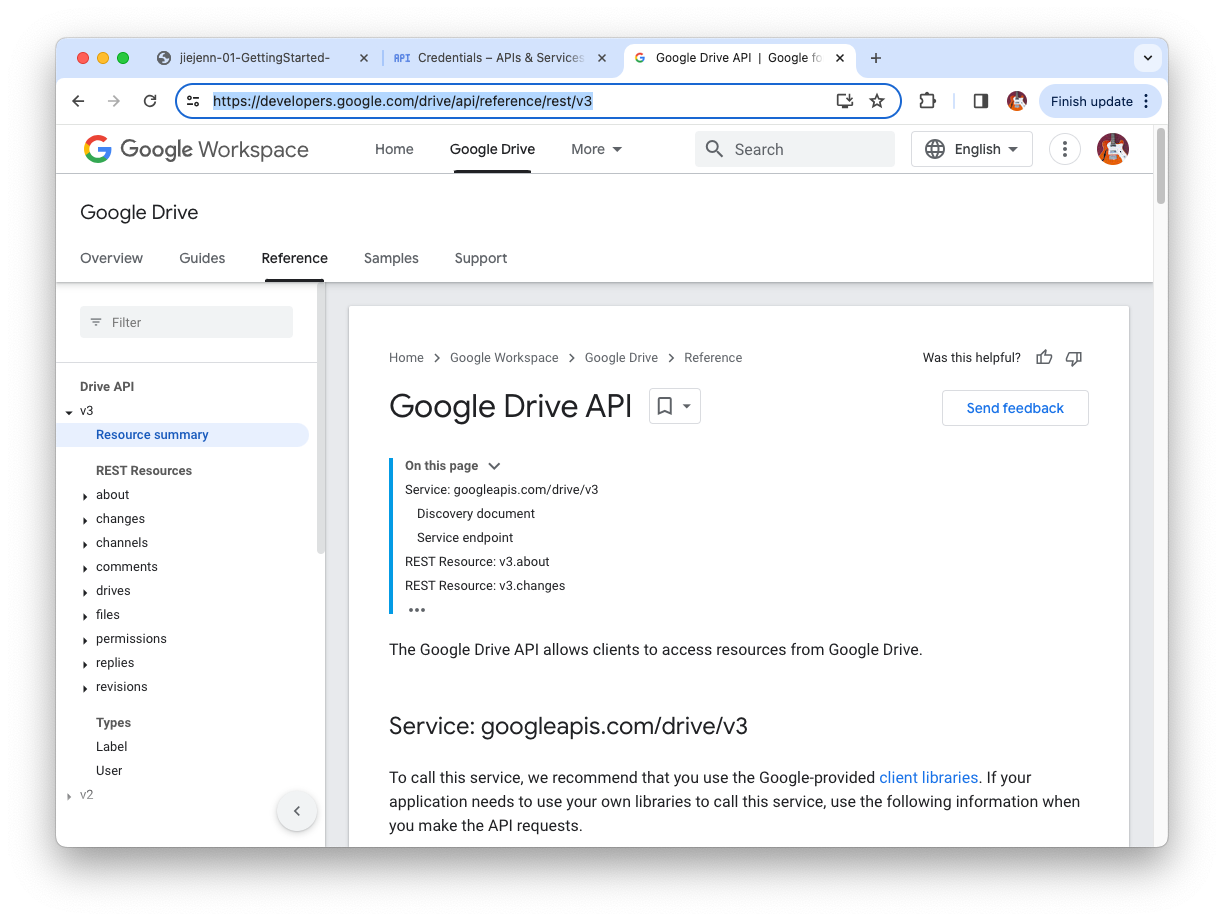 jiejenn-01-GettingStarted-
API Credentials – APIs & Services
Google Drive API | Google fo
https://developers.google.com/drive/api/reference/rest/v3
Finish update
Google Workspace
Home
Google Drive
More
Search
English
Google Drive
Overview
Guides
Reference
Samples
Support
Filter
Drive API
v3
Resource summary
REST Resources
about
changes
channels
comments
drives
files
permissions
replies
revisions
Types
Label
User
v2
Home > Google Workspace > Google Drive > Reference
Was this helpful?
Google Drive API
Send feedback
On this page
Service: googleapis.com/drive/v3
Discovery document
Service endpoint
REST Resource: v3.about
REST Resource: v3.changes
•••
The Google Drive API allows clients to access resources from Google Drive.
Service: googleapis.com/drive/v3
To call this service, we recommend that you use the Google-provided client libraries. If your
application needs to use your own libraries to call this service, use the following information when
you make the API requests.